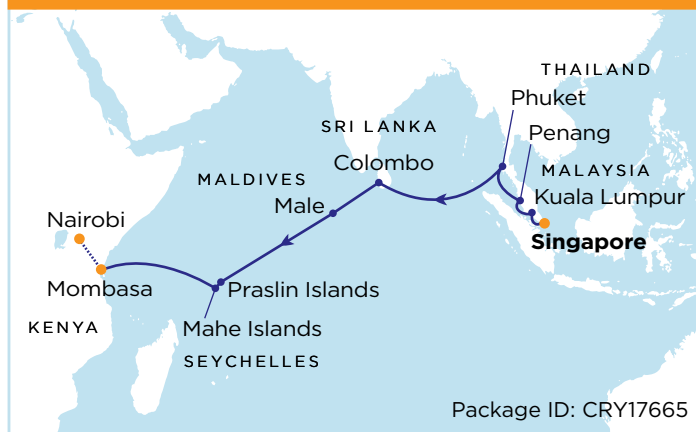 THAILAND
Phuket
SRI LANKA
Penang
Colombo
MALAYSIA
MALDIVES
Kuala Lumpur
Male
Nairobi
Singapore
Mombasa
Praslin Islands
KENYA
Mahe Islands
SEYCHELLES
Package ID: CRY17665